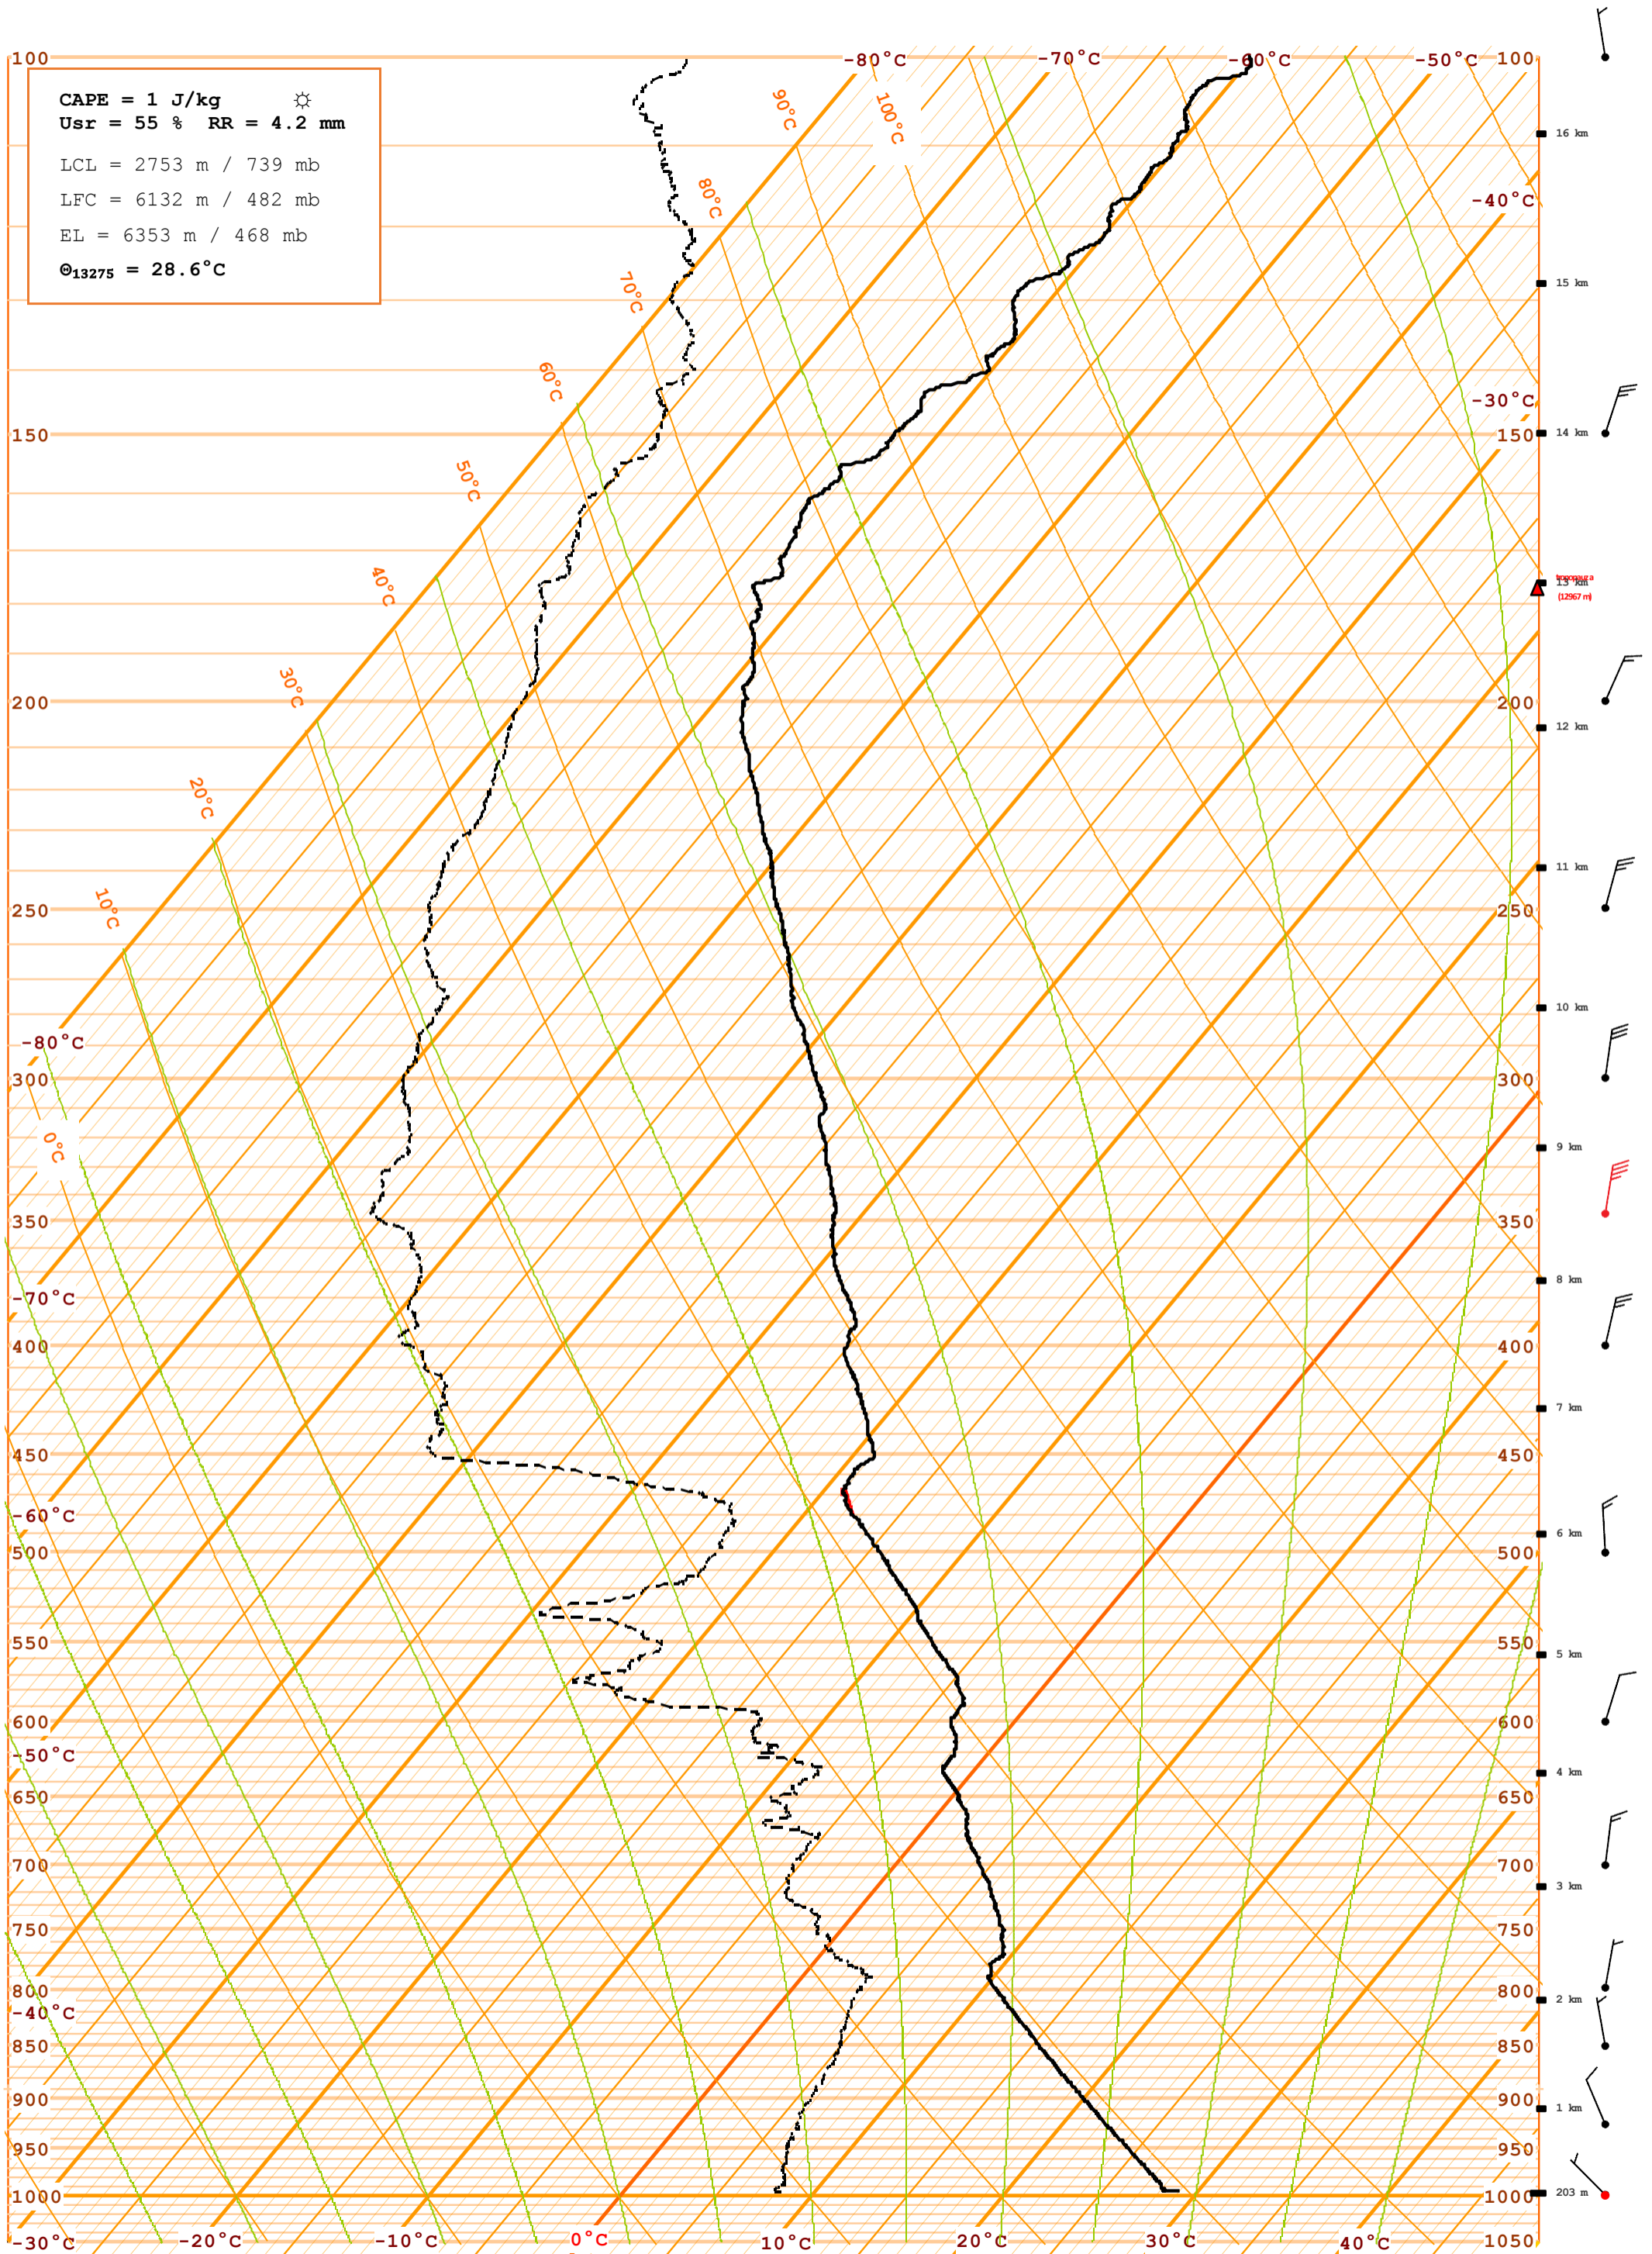 -80°C -70°C -60°C -50°C
100 100
CAPE = 1 J/kg ☼
Usr = 55 % RR = 4.2 mm
LCL = 2753 m / 739 mb
LFC = 6132 m / 482 mb
EL = 6353 m / 468 mb
Θ13275 = 28.6°C
90°C 100°C
16 km
80°C -40°C
70°C 15 km
60°C -30°C
150 150 14 km
50°C
40°C 13 km
(12967 m)
30°C
200 200
12 km
20°C
11 km
10°C 250 250
10 km
-80°C
300 300
0°C 9 km
350 350
8 km
-70°C
400 400
7 km
450 450
-60°C
6 km
500 500
550 550
5 km
600 600
-50°C
4 km
650 650
700 700
3 km
750 750
800 800
2 km
-40°C
850 850
900 900
1 km
950 950
1000 1000 203 m
-30°C -20°C -10°C 0°C 10°C 20°C 30°C 40°C 1050